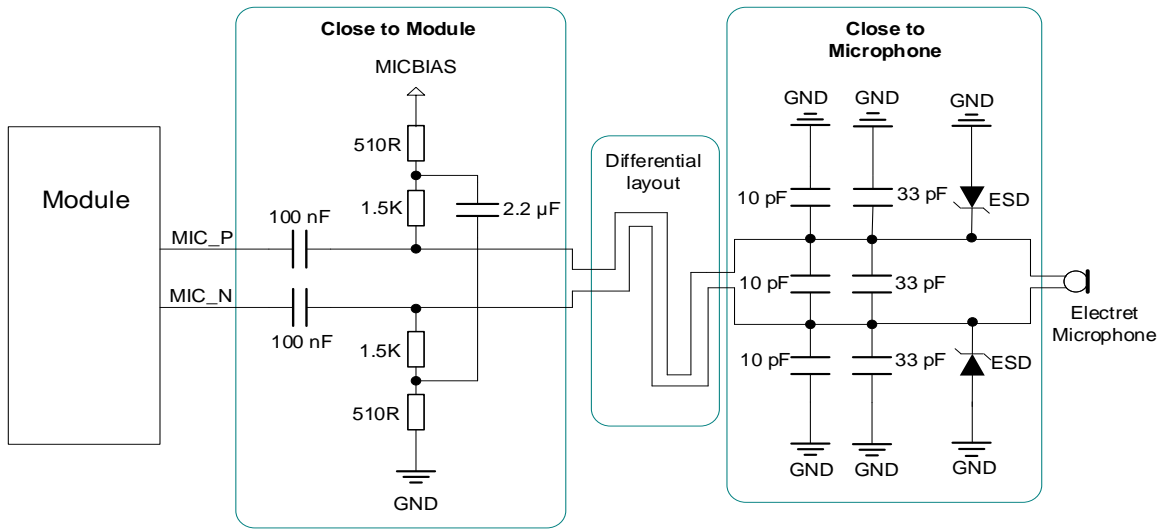 Close to Module
MICBIAS
510R
1.5K
2.2 µF
100 nF
Module
MIC_P
MIC_N
100 nF
1.5K
510R
GND
Differential
layout
Close to
Microphone
GND
GND
GND
10 pF
33 pF
ESD
10 pF
33 pF
10 pF
33 pF
ESD
GND
GND
GND
Electret
Microphone